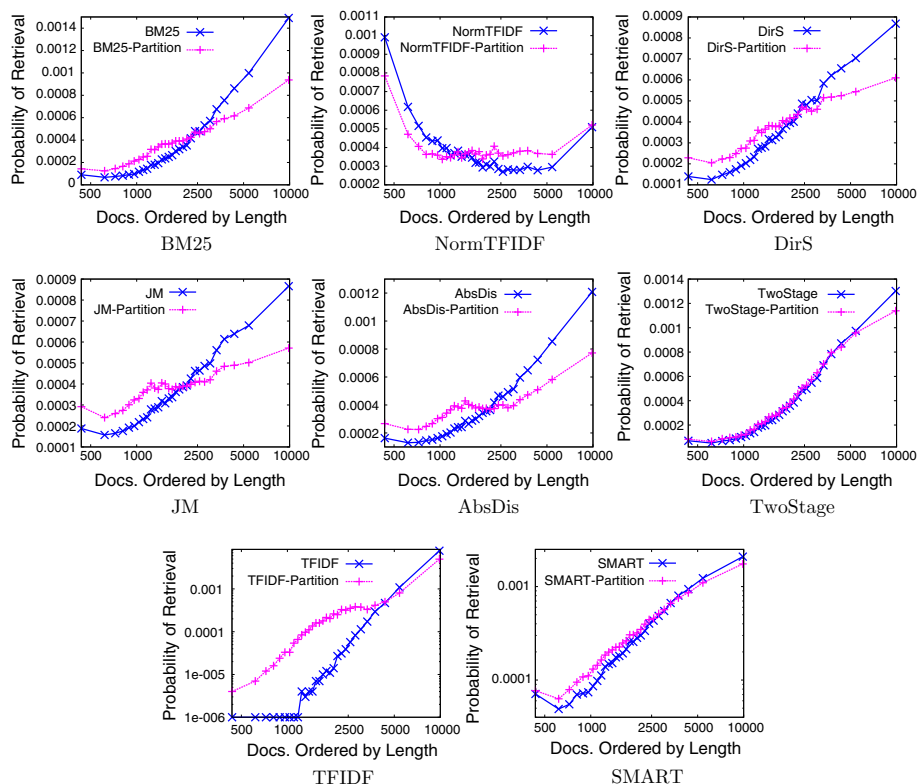 Probability of Retrieval
0.0014
0.0012
0.001
0.0008
0.0006
0.0004
0.0002
0
BM25
BM25-Partition
500 1000 2500 5000 10000
Docs. Ordered by Length
BM25
Probability of Retrieval
0.0011
0.001
0.0009
0.0008
0.0007
0.0006
0.0005
0.0004
0.0003
0.0002
NormTFIDF
NormTFIDF-Partition
500 1000 2500 5000 10000
Docs. Ordered by Length
NormTFIDF
Probability of Retrieval
0.0009
0.0008
0.0007
0.0006
0.0005
0.0004
0.0003
0.0002
0.0001
DirS
DirS-Partition
500 1000 2500 5000 10000
Docs. Ordered by Length
DirS
Probability of Retrieval
0.0009
0.0008
0.0007
0.0006
0.0005
0.0004
0.0003
0.0002
0.0001
JM
JM-Partition
500 1000 2500 5000 10000
Docs. Ordered by Length
JM
Probability of Retrieval
0.0012
0.001
0.0008
0.0006
0.0004
0.0002
AbsDis
AbsDis-Partition
500 1000 2500 5000 10000
Docs. Ordered by Length
AbsDis
Probability of Retrieval
0.0014
0.0012
0.001
0.0008
0.0006
0.0004
0.0002
0
TwoStage
TwoStage-Partition
500 1000 2500 5000 10000
Docs. Ordered by Length
TwoStage
Probability of Retrieval
0.001
0.0001
1e-005
1e-006
TFIDF
TFIDF-Partition
500 1000 2500 5000 10000
Docs. Ordered by Length
TFIDF
Probability of Retrieval
0.001
0.0001
SMART
SMART-Partition
500 1000 2500 5000 10000
Docs. Ordered by Length
SMART